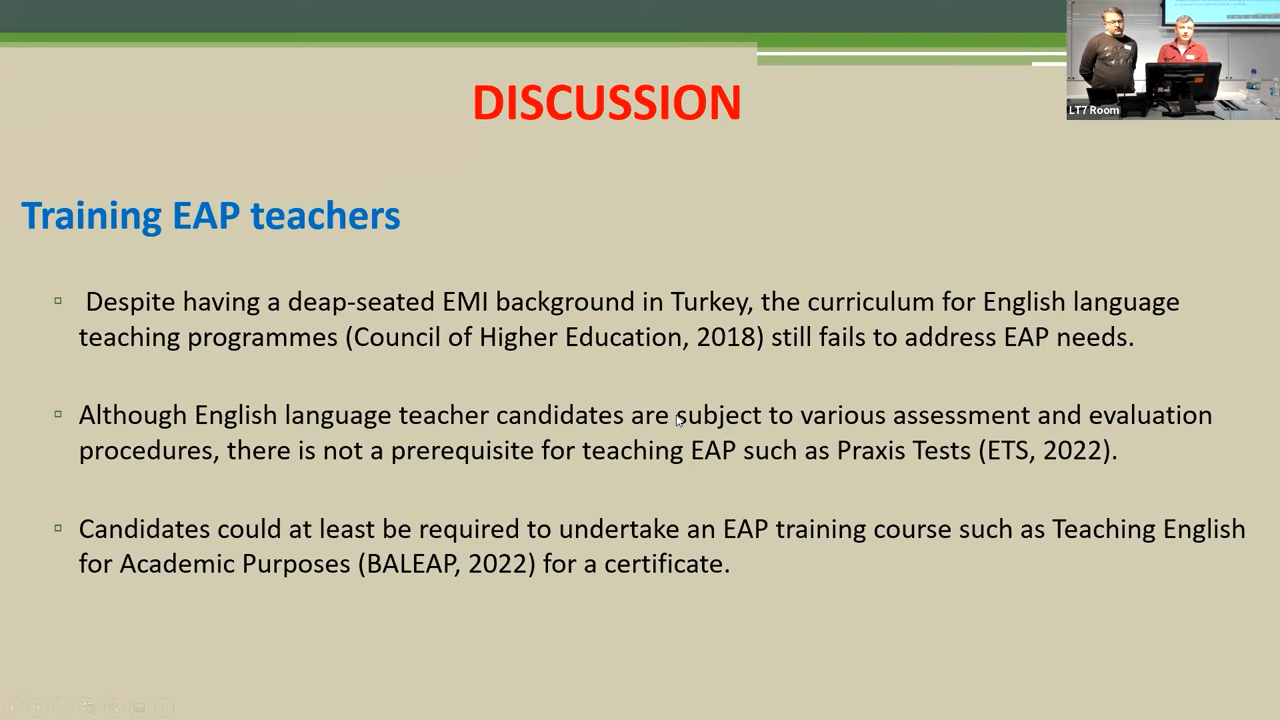 DISCUSSION
LT7 Room
Training EAP teachers
Despite having a deap-seated EMI background in Turkey, the curriculum for English language
teaching programmes (Council of Higher Education, 2018) still fails to address EAP needs.
Although English language teacher candidates are subject to various assessment and evaluation
procedures, there is not a prerequisite for teaching EAP such as Praxis Tests (ETS, 2022).
Candidates could at least be required to undertake an EAP training course such as Teaching English
for Academic Purposes (BALEAP, 2022) for a certificate.